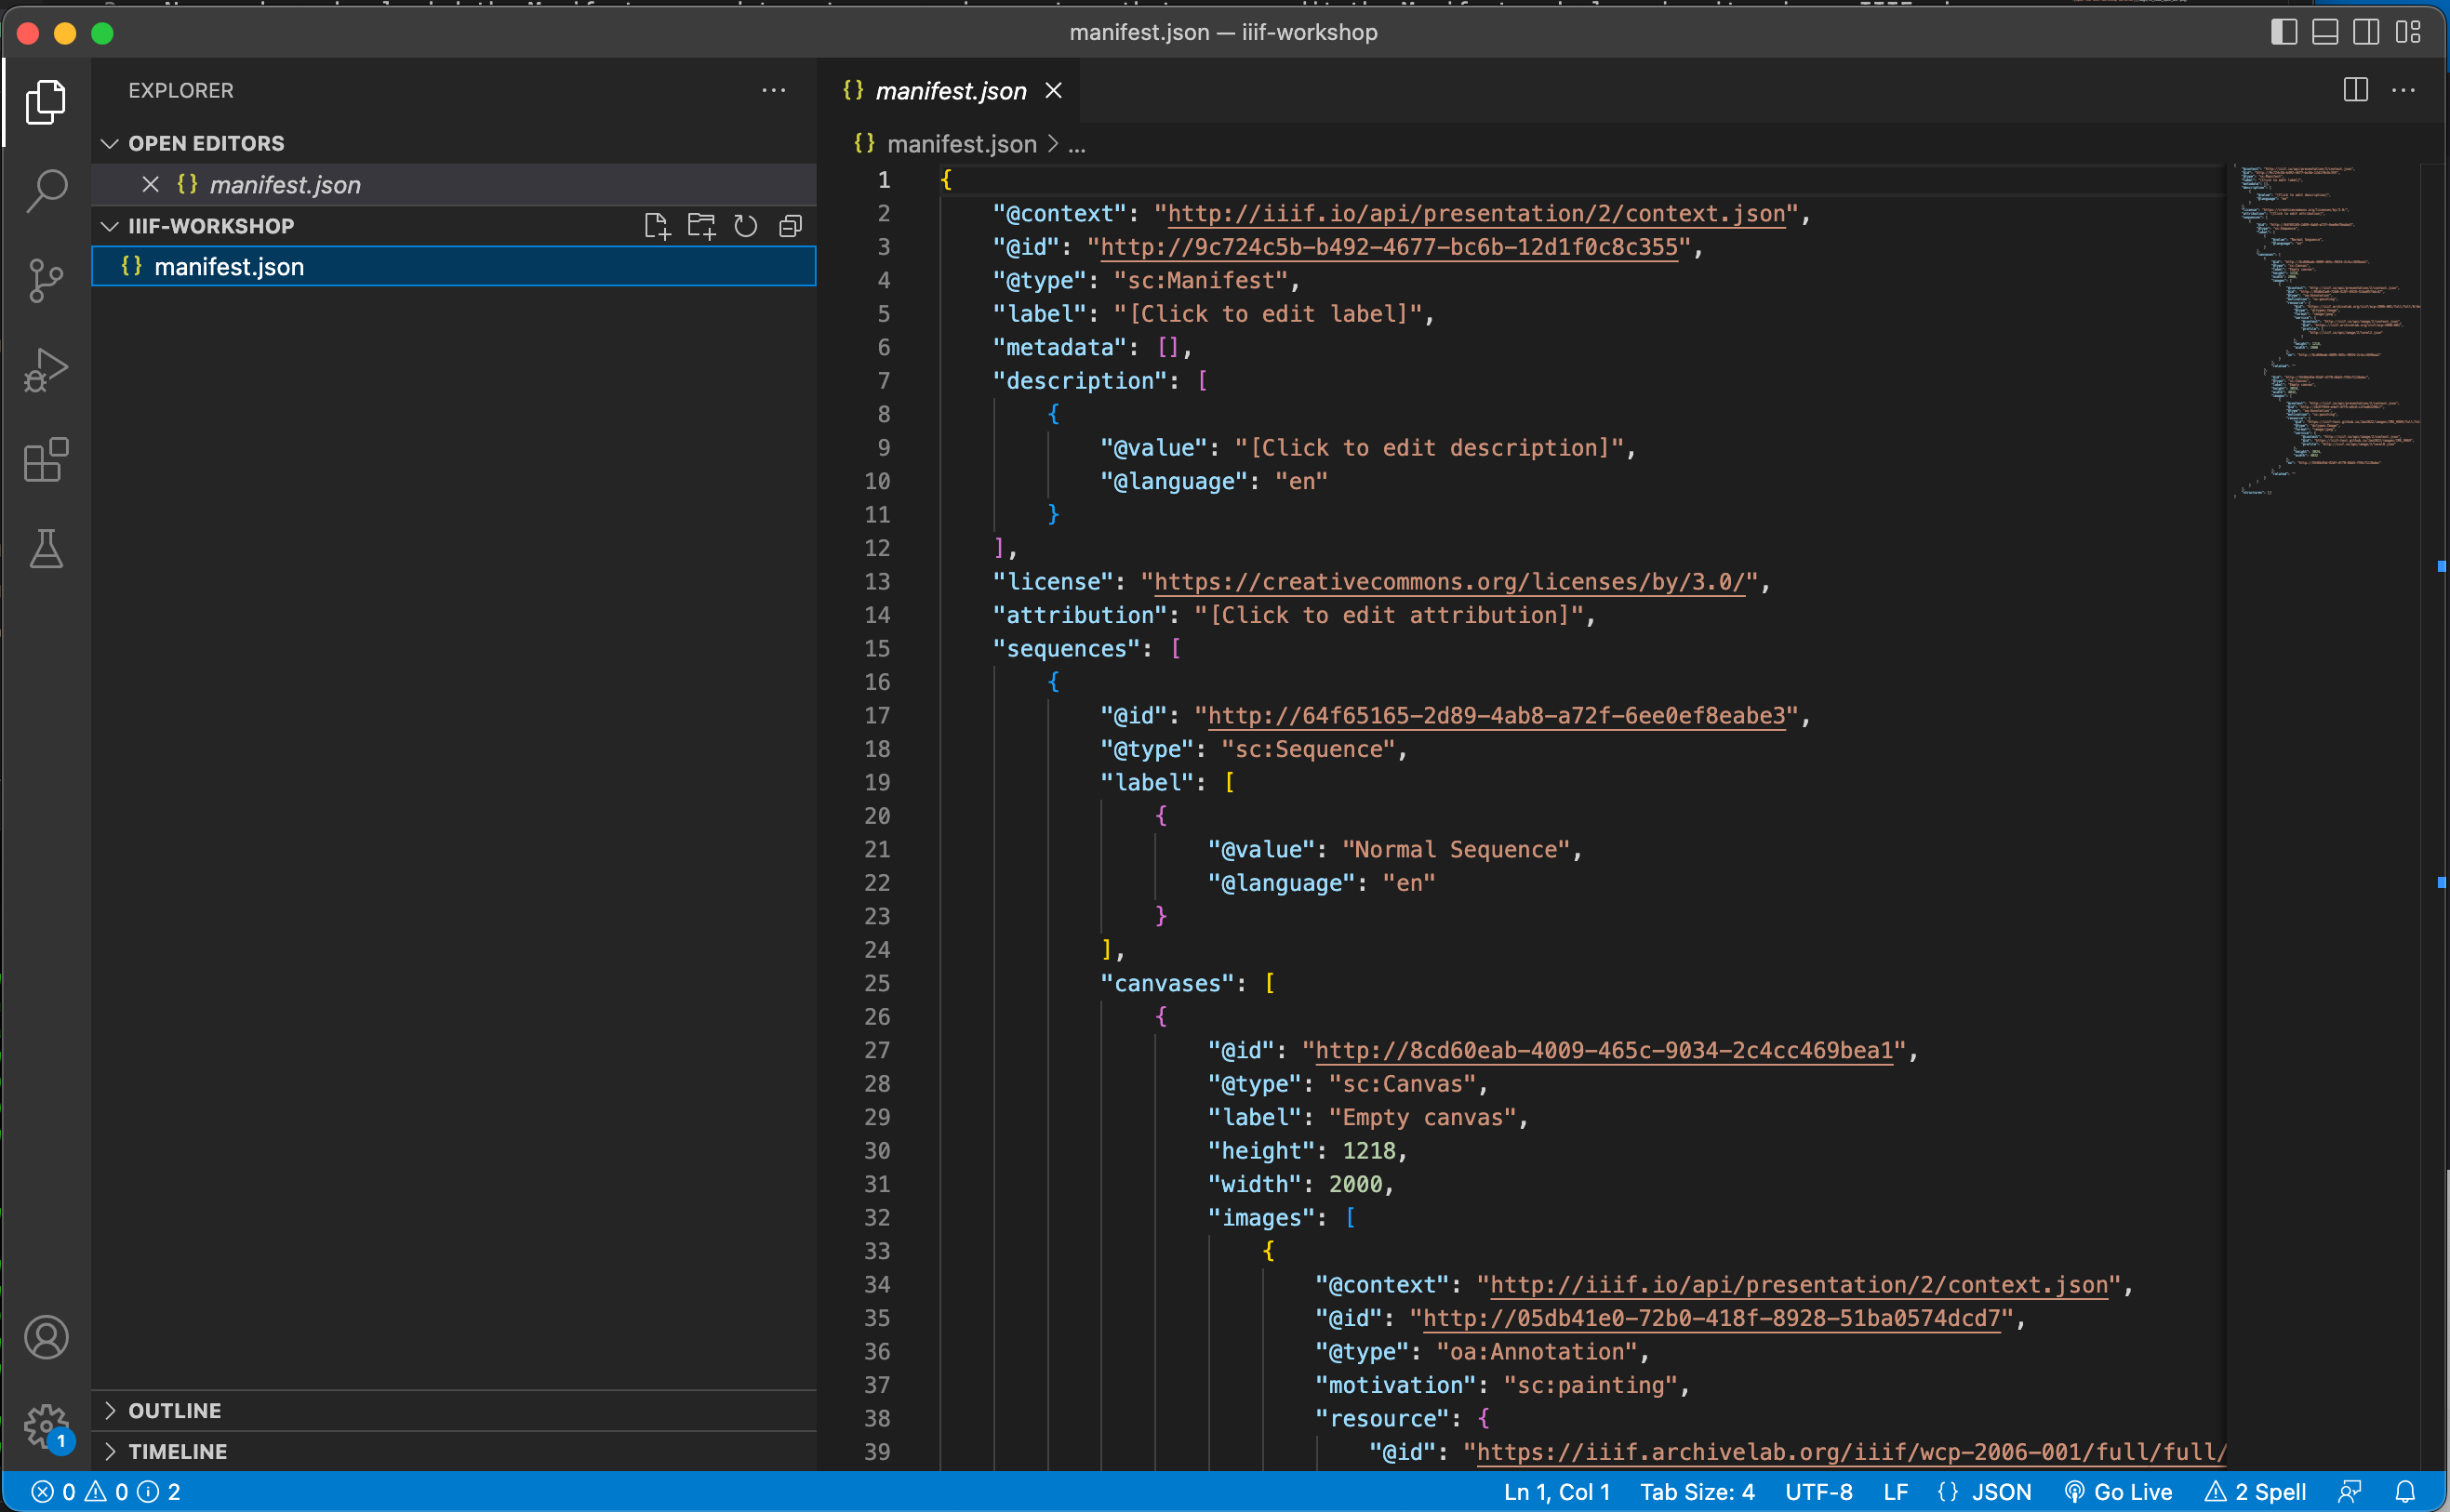 manifest.json — iiif-workshop
EXPLORER
OPEN EDITORS
{} manifest.json
IIIF-WORKSHOP
{} manifest.json
OUTLINE
TIMELINE
{} manifest.json
{} manifest.json > ...
1 {
2 "@context": "http://iiif.io/api/presentation/2/context.json",
3 "@id": "http://9c724c5b-b492-4677-bc6b-12d1f0c8c355",
4 "@type": "sc:Manifest",
5 "label": "[Click to edit label]",
6 "metadata": [],
7 "description": [
8 {
9 "@value": "[Click to edit description]",
10 "@language": "en"
11 }
12 ],
13 "license": "https://creativecommons.org/licenses/by/3.0/",
14 "attribution": "[Click to edit attribution]",
15 "sequences": [
16 {
17 "@id": "http://64f65165-2d89-4ab8-a72f-6ee0ef8eabe3",
18 "@type": "sc:Sequence",
19 "label": [
20 {
21 "@value": "Normal Sequence",
22 "@language": "en"
23 }
24 ],
25 "canvases": [
26 {
27 "@id": "http://8cd60eab-4009-465c-9034-2c4cc469bea1",
28 "@type": "sc:Canvas",
29 "label": "Empty canvas",
30 "height": 1218,
31 "width": 2000,
32 "images": [
33 {
34 "@context": "http://iiif.io/api/presentation/2/context.json",
35 "@id": "http://05db41e0-72b0-418f-8928-51ba0574dcd7",
36 "@type": "oa:Annotation",
37 "motivation": "sc:painting",
38 "resource": {
39 "@id": "https://iiif.archivelab.org/iiif/wcp-2006-001/full/full/
1
0 0 2 Ln 1, Col 1 Tab Size: 4 UTF-8 LF {} JSON Go Live 2 Spell